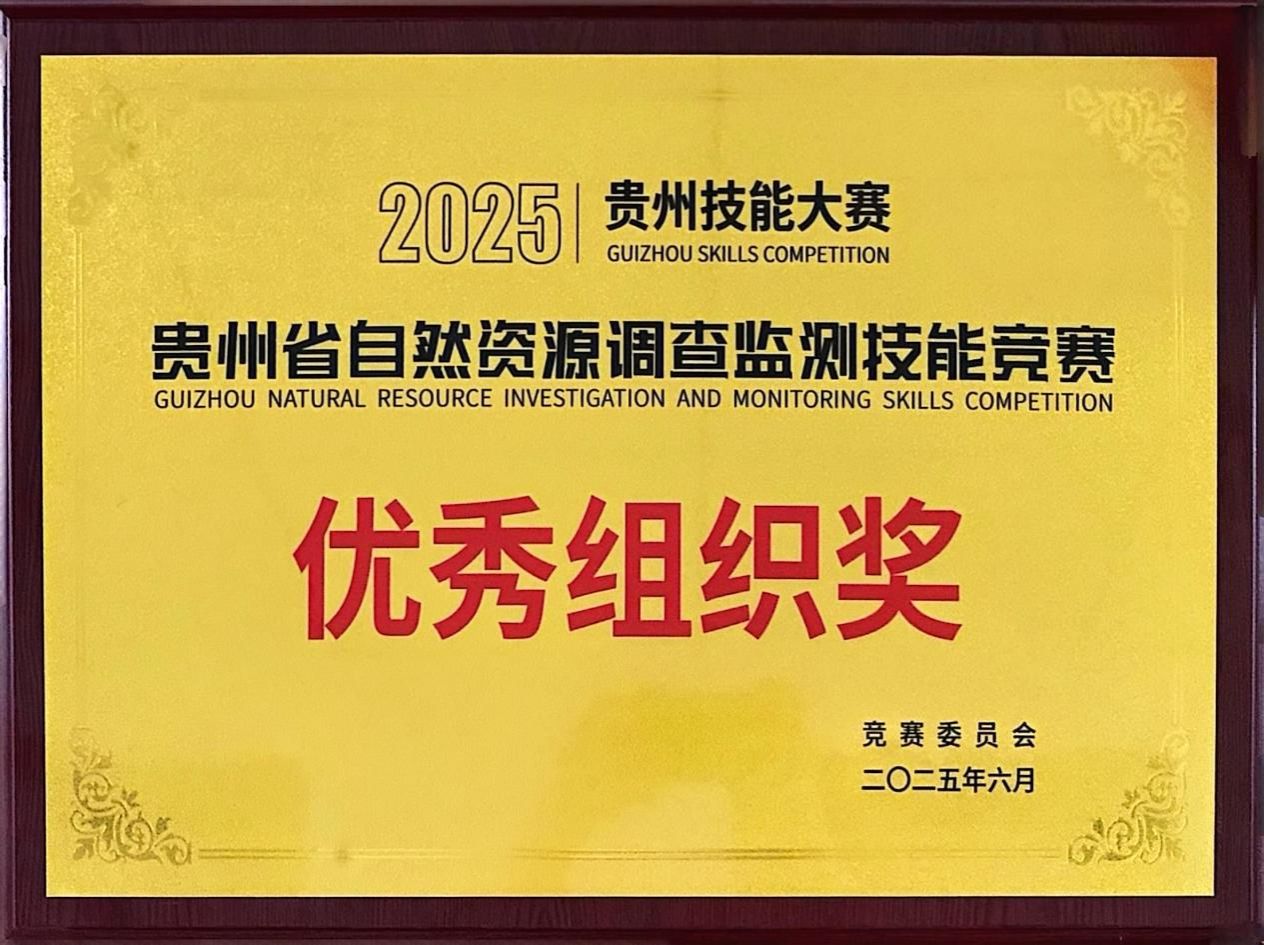 2025 贵州技能大赛
GUIZHOU SKILLS COMPETITION
贵州省自然资源调查监测技能竞赛
GUIZHOU NATURAL RESOURCE INVESTIGATION AND MONITORING SKILLS COMPETITION
优秀组织奖
竞赛委员会
二〇二五年六月